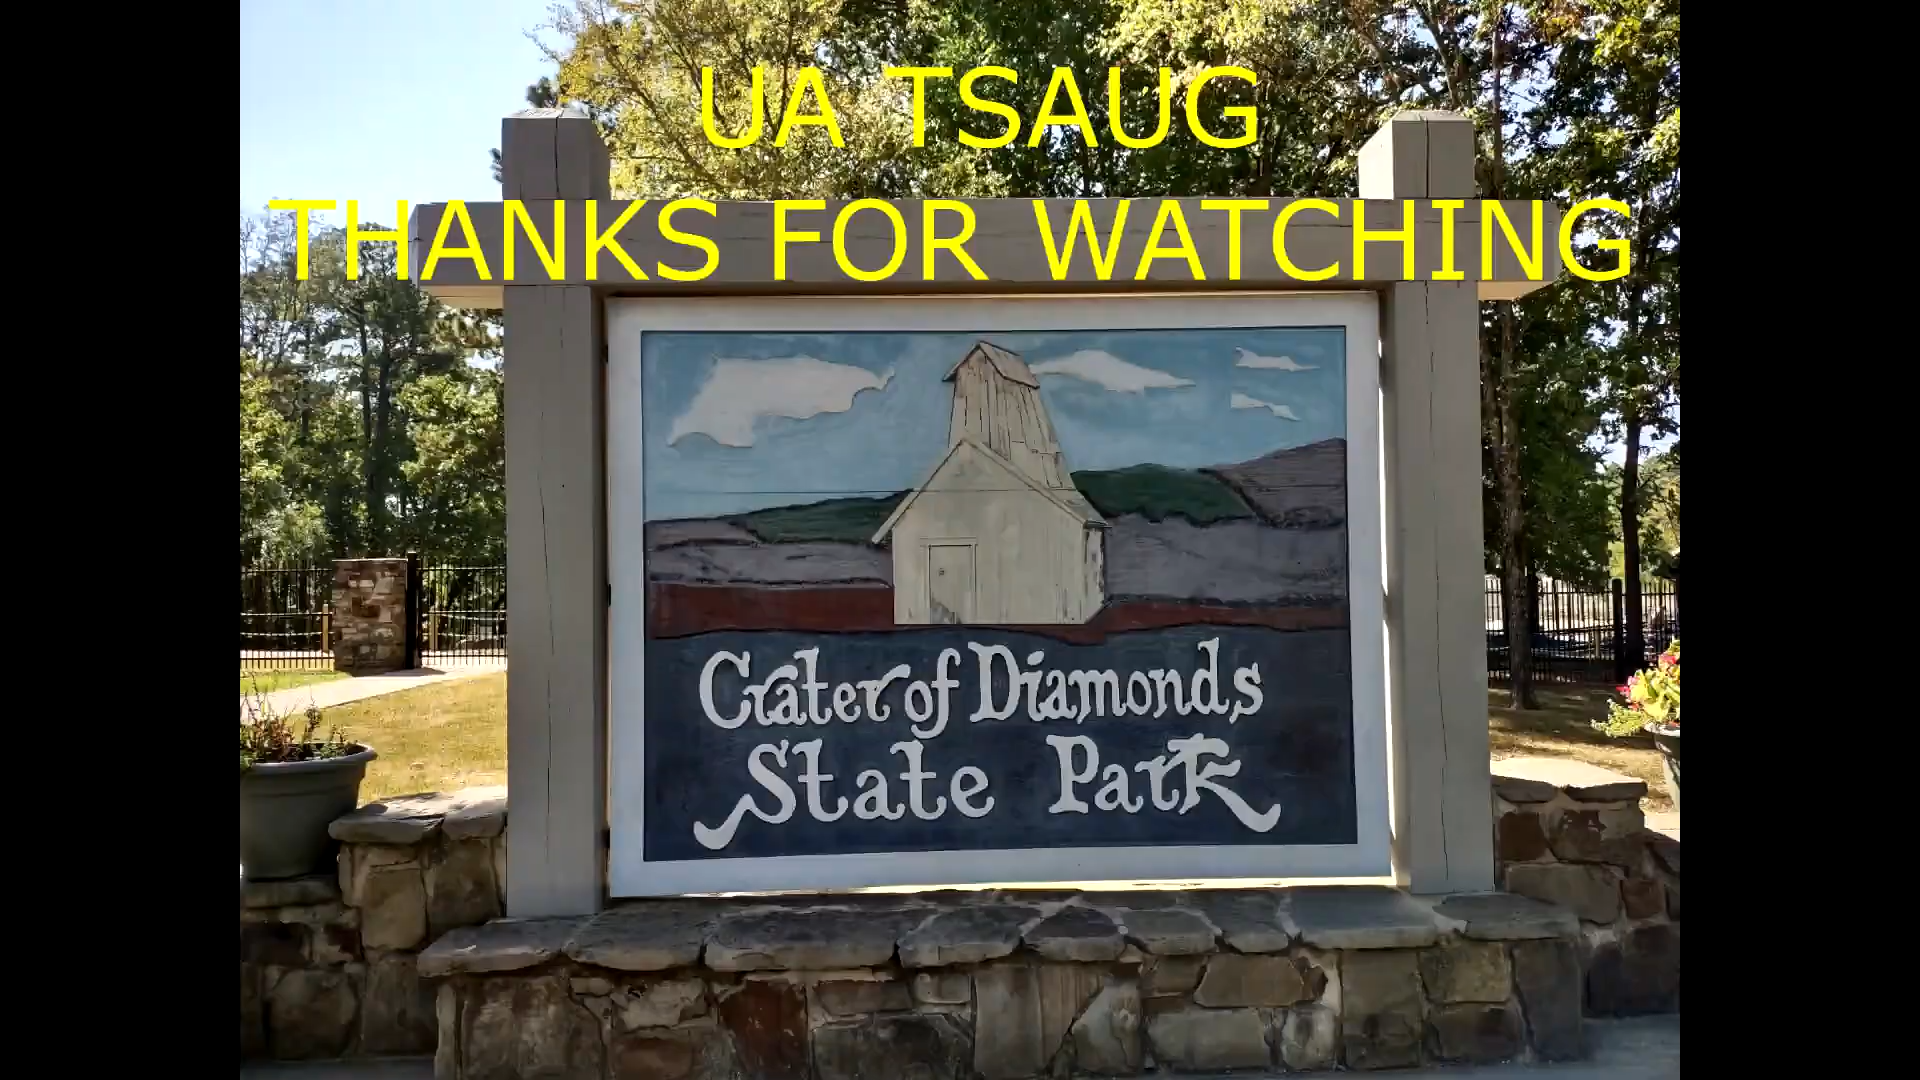 UA TSAUG
THANKS FOR WATCHING
Crater of Diamonds
State Park